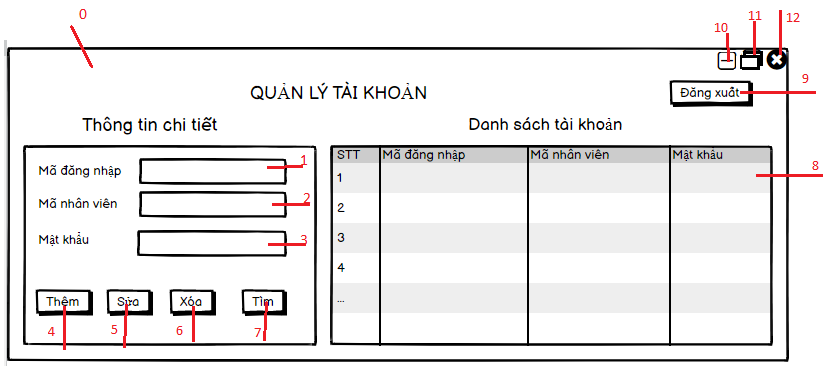 0
10
11
12
QUẢN LÝ TÀI KHOẢN
Đăng xuất
9
Thông tin chi tiết
Danh sách tài khoản
STT Mã đăng nhập Mã nhân viên Mật khẩu
Mã đăng nhập
1
1
8
Mã nhân viên
2
2
Mật khẩu
3
3
4
...
Thêm Sửa Xóa Tìm
4 5 6 7